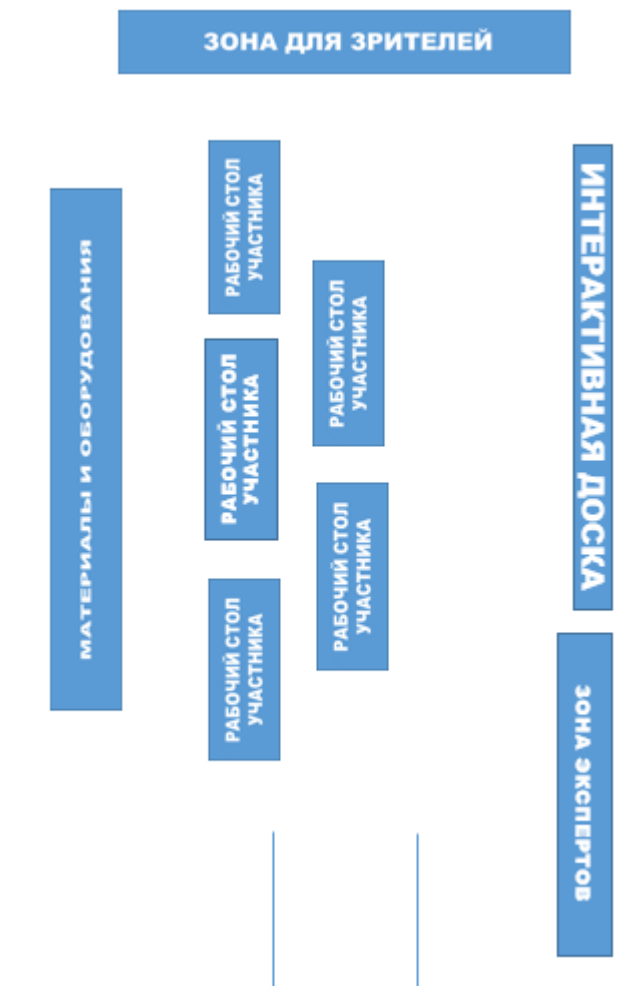 ЗОНА ДЛЯ ЗРИТЕЛЕЙ
МАТЕРИАЛЫ И ОБОРУДОВАНИЯ
РАБОЧИЙ СТОЛ
УЧАСТНИКА
РАБОЧИЙ СТОЛ
УЧАСТНИКА
РАБОЧИЙ СТОЛ
УЧАСТНИКА
РАБОЧИЙ СТОЛ
УЧАСТНИКА
РАБОЧИЙ СТОЛ
УЧАСТНИКА
ИНТЕРАКТИВНАЯ ДОСКА
ЗОНА ЭКСПЕРТОВ